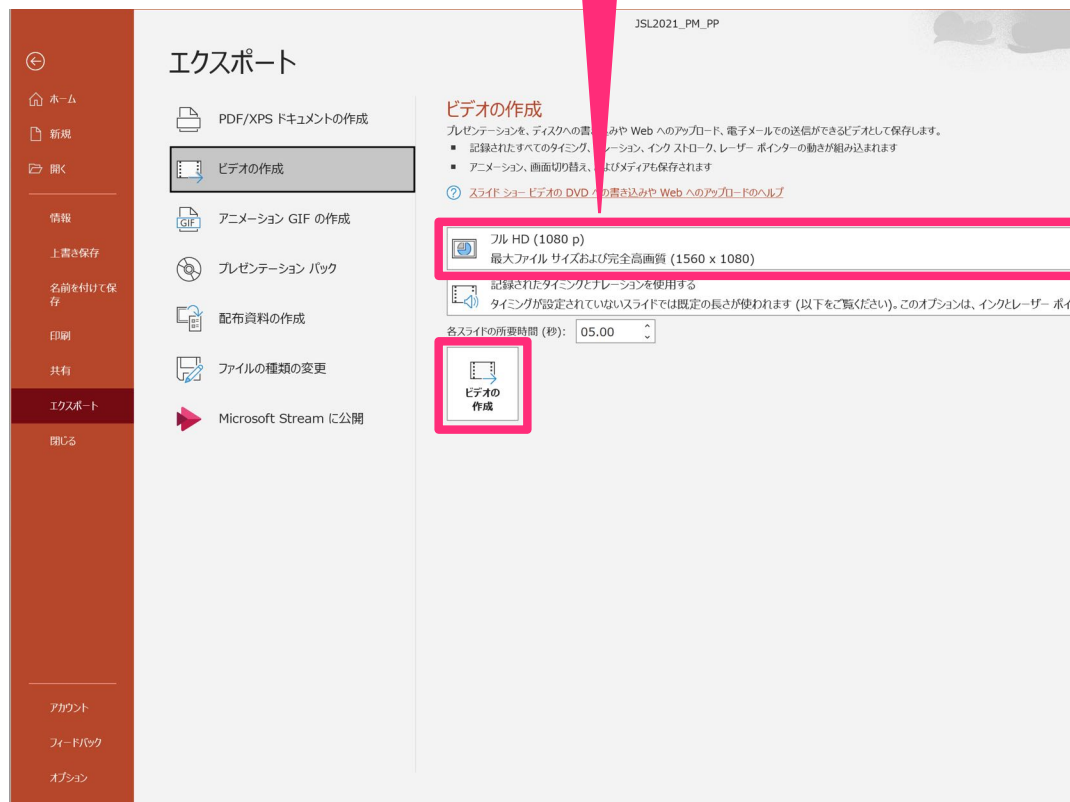 JSL2021_PM_PP
エクスポート
ホーム
新規
開く
情報
上書き保存
名前を付けて保
存
印刷
共有
エクスポート
閉じる
アカウント
フィードバック
オプション
PDF/XPS ドキュメントの作成
ビデオの作成
アニメーション GIF の作成
GIF
プレゼンテーション パック
配布資料の作成
ファイルの種類の変更
Microsoft Stream に公開
ビデオの作成
プレゼンテーションを、ディスクへの書き込みや Web へのアップロード、電子メールでの送信ができるビデオとして保存します。
記録されたすべてのタイミング、ナレーション、インク ストローク、レーザー ポインターの動きが組み込まれます
アニメーション、画面切り替え、およびメディアも保存されます
スライド ショー ビデオの DVD への書き込みや Web へのアップロードのヘルプ
フル HD (1080 p)
最大ファイル サイズおよび完全高画質 (1560 x 1080)
記録されたタイミングとナレーションを使用する
タイミングが設定されていないスライドでは既定の長さが使われます (以下をご覧ください)。このオプションは、インクとレーザー ポイ
各スライドの所要時間 (秒): 05.00
ビデオの
作成